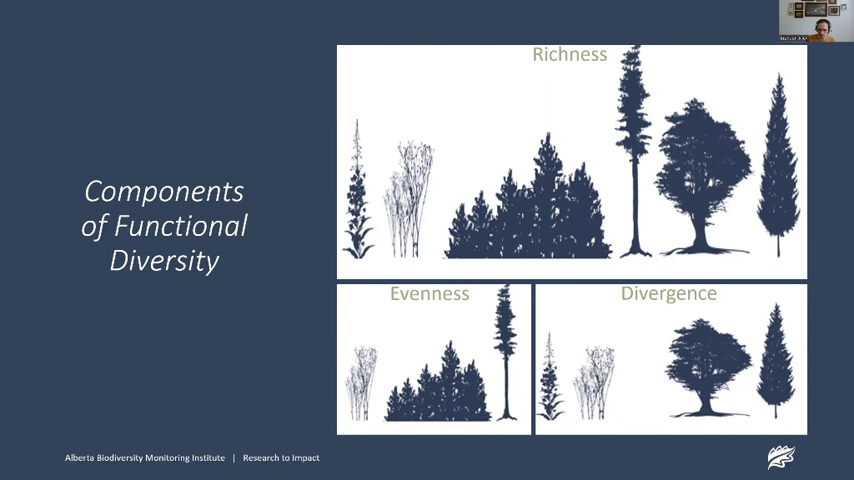 Richness
Components
of Functional
Diversity
Evenness
Divergence
Alberta Biodiversity Monitoring Institute | Research to Impact